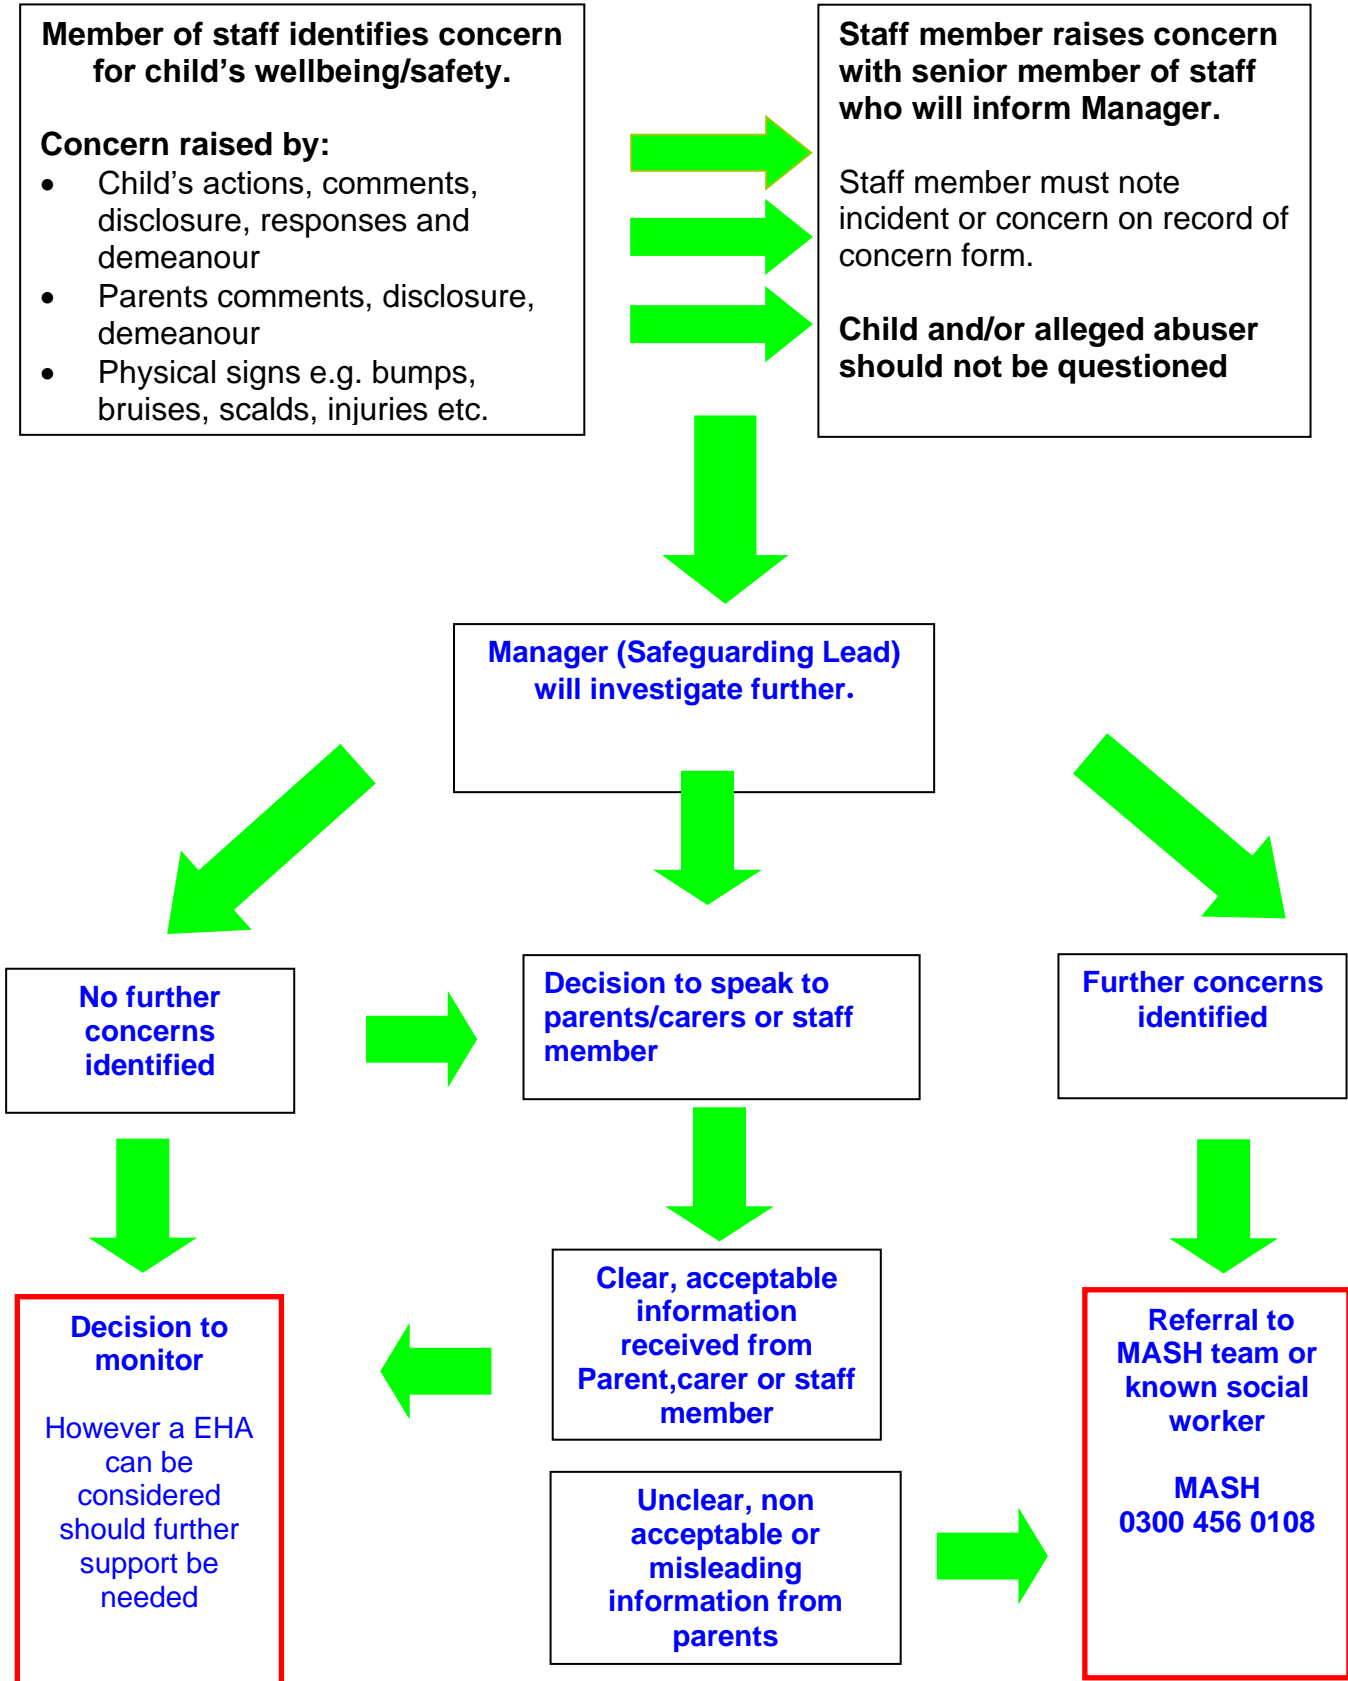 Member of staff identifies concern
for child’s wellbeing/safety.
Concern raised by:
• Child’s actions, comments,
disclosure, responses and
demeanour
• Parents comments, disclosure,
demeanour
• Physical signs e.g. bumps,
bruises, scalds, injuries etc.
Staff member raises concern
with senior member of staff
who will inform Manager.
Staff member must note
incident or concern on record of
concern form.
Child and/or alleged abuser
should not be questioned
Manager (Safeguarding Lead)
will investigate further.
No further
concerns
identified
Decision to speak to
parents/carers or staff
member
Further concerns
identified
Decision to
monitor
However a EHA
can be
considered
should further
support be
needed
Clear, acceptable
information
received from
Parent,carer or staff
member
Unclear, non
acceptable or
misleading
information from
parents
Referral to
MASH team or
known social
worker
MASH
0300 456 0108